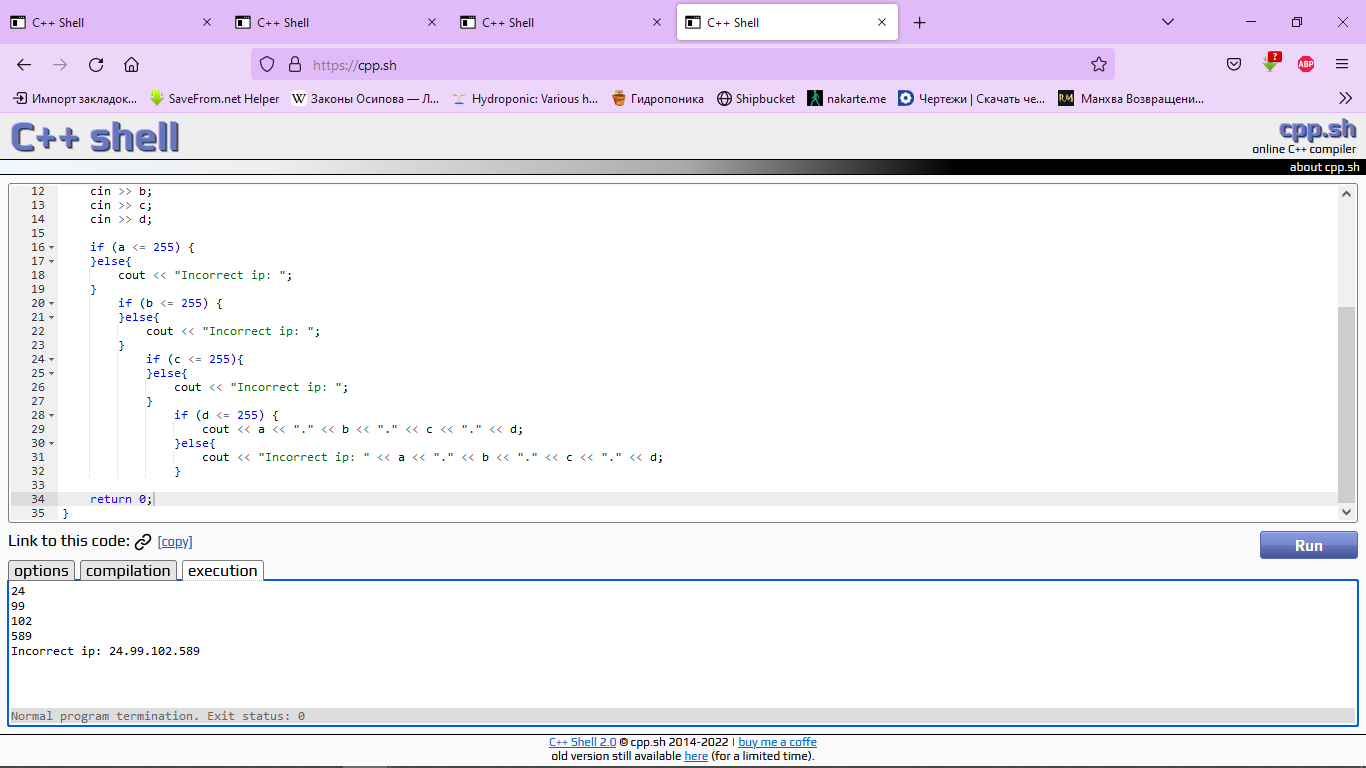 C++ Shell C++ Shell C++ Shell C++ Shell
https://cpp.sh
Импорт закладок... SaveFrom.net Helper W Законы Осипова — Л... Hydroponic: Various h... Гидропоника Shipbucket nakarte.me Чертежи | Скачать че... RM Манхва Возвращени...
C++ shell
cpp.sh
online C++ compiler
about cpp.sh
12 cin >> b;
13 cin >> c;
14 cin >> d;
15
16 if (a <= 255) {
17 }else{
18 cout << "Incorrect ip: ";
19 }
20 if (b <= 255) {
21 }else{
22 cout << "Incorrect ip: ";
23 }
24 if (c <= 255){
25 }else{
26 cout << "Incorrect ip: ";
27 }
28 if (d <= 255) {
29 cout << a << "." << b << "." << c << "." << d;
30 }else{
31 cout << "Incorrect ip: " << a << "." << b << "." << c << "." << d;
32 }
33
34 return 0;
35 }
Link to this code: [copy]
Run
options compilation execution
24
99
102
589
Incorrect ip: 24.99.102.589
Normal program termination. Exit status: 0
C++ Shell 2.0 © cpp.sh 2014-2022 | buy me a coffe
old version still available here (for a limited time).